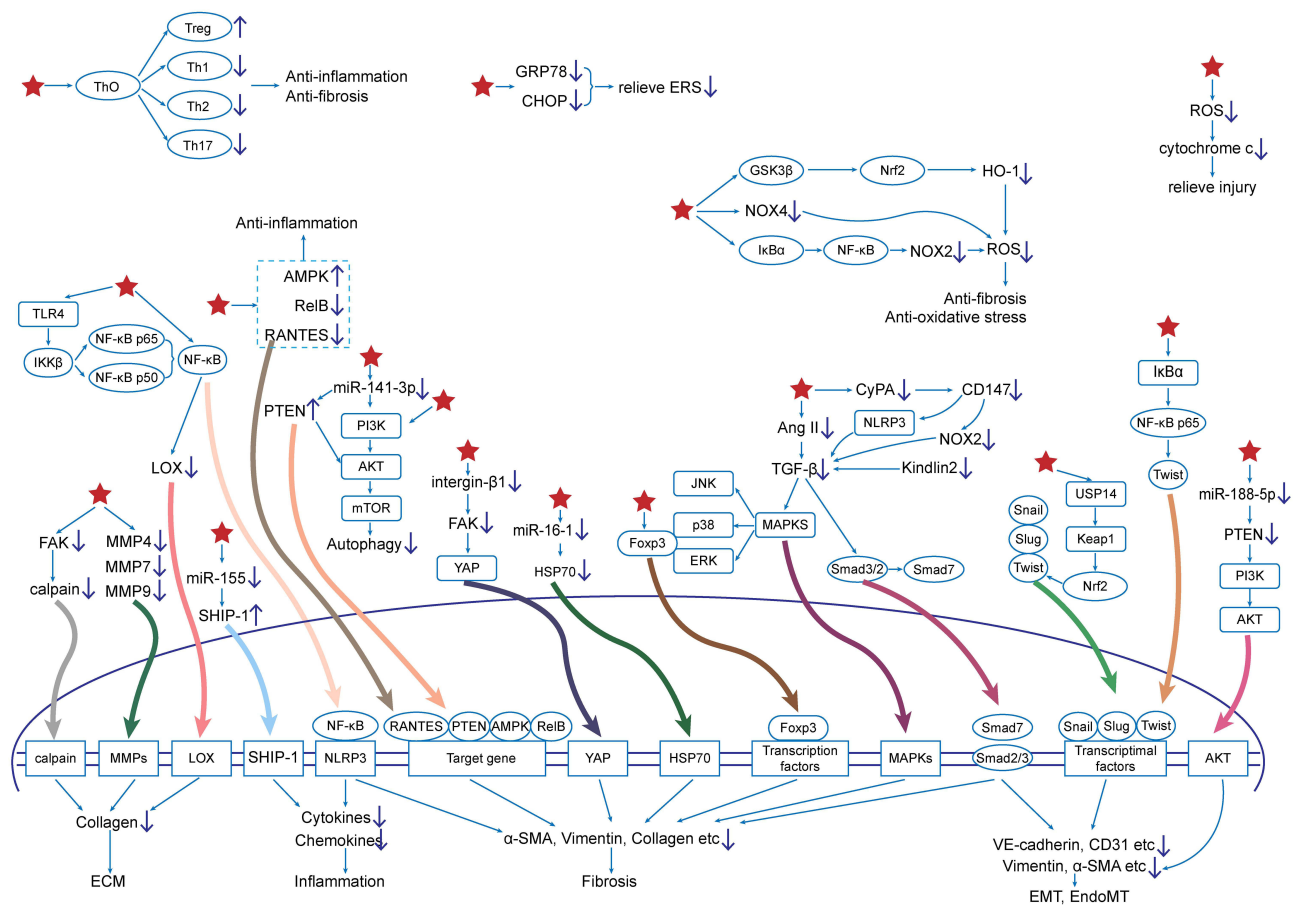 Treg
Th1
ThO
Th2
Th17
Anti-inflammation
Anti-fibrosis
GRP78
CHOP
relieve ERS
ROS
cytochrome c
relieve injury
GSK3β
Nrf2
HO-1
NOX4
IκBα
NF-κB
NOX2
ROS
Anti-fibrosis
Anti-oxidative stress
Anti-inflammation
AMPK
RelB
RANTES
TLR4
IKKβ
NF-κB p65
NF-κB p50
NF-κB
LOX
miR-141-3p
PTEN
PI3K
AKT
mTOR
Autophagy
FAK
calpain
MMP4
MMP7
MMP9
miR-155
SHIP-1
intergin-β1
FAK
YAP
miR-16-1
HSP70
Foxp3
JNK
p38
ERK
MAPKS
CyPA
CD147
Ang II
NLRP3
NOX2
TGF-β
Kindlin2
Smad3/2
Smad7
USP14
Keap1
Nrf2
Snail
Slug
Twist
IκBα
NF-κB p65
Twist
miR-188-5p
PTEN
PI3K
AKT
NF-κB
RANTES
PTEN
AMPK
RelB
Foxp3
Smad7
Snail
Slug
Twist
calpain
MMPs
LOX
SHIP-1
NLRP3
Target gene
YAP
HSP70
Transcription
factors
MAPKs
Smad2/3
Transcriptimal
factors
AKT
Collagen
ECM
Cytokines
Chemokines
Inflammation
α-SMA, Vimentin, Collagen etc
Fibrosis
VE-cadherin, CD31 etc
Vimentin, α-SMA etc
EMT, EndoMT